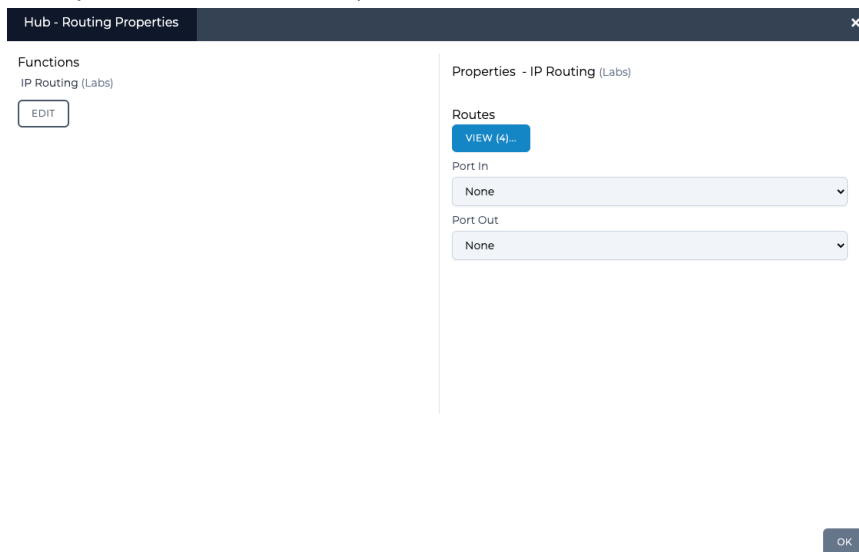 Hub - Routing Properties
Functions
IP Routing (Labs)
EDIT
Properties - IP Routing (Labs)
Routes
VIEW (4)...
Port In
None
Port Out
None
OK